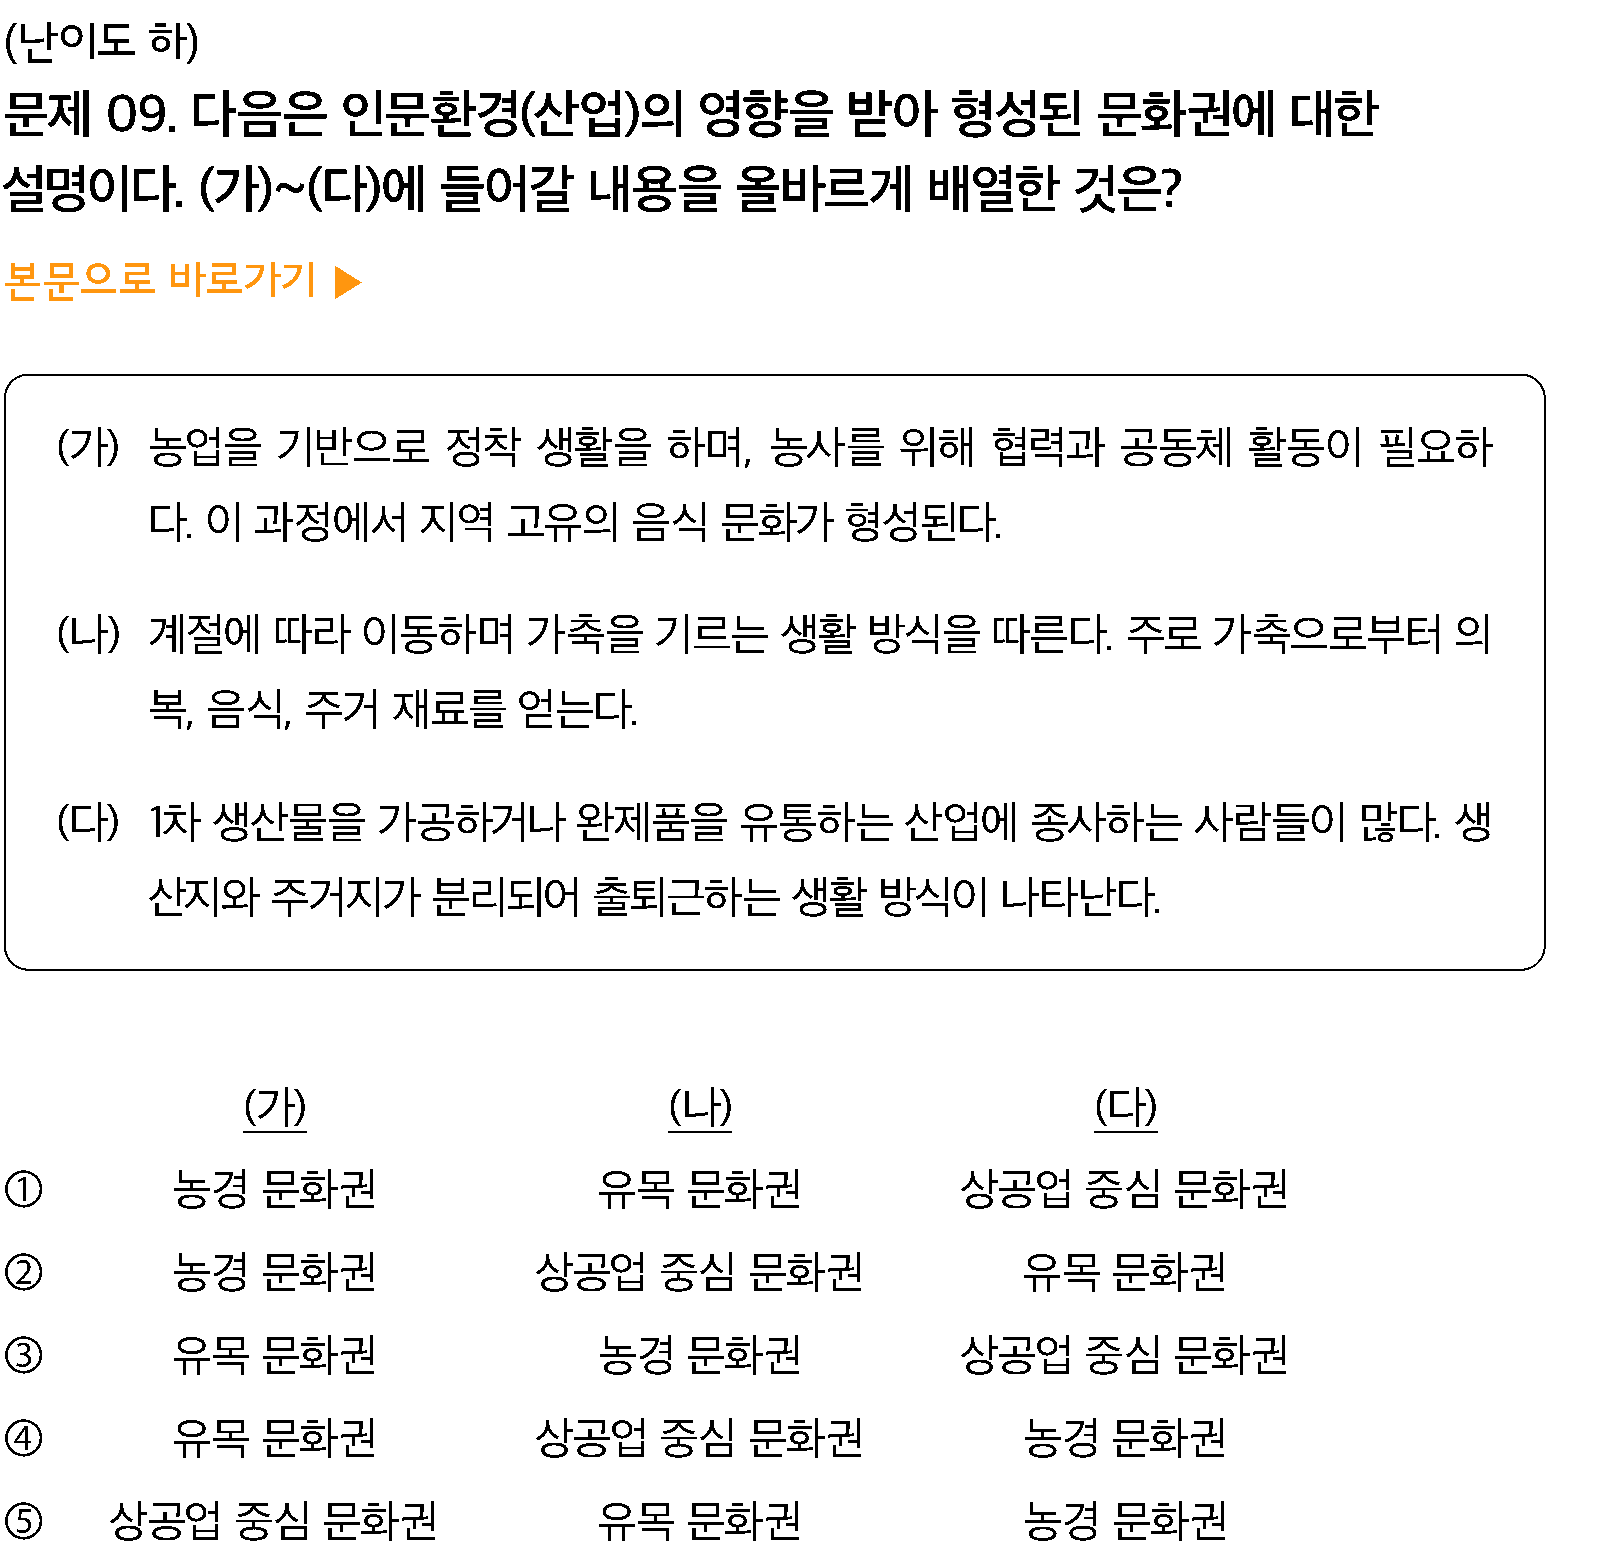 (난이도 하)
문제 09. 다음은 인문환경(산업)의 영향을 받아 형성된 문화권에 대한
설명이다. (가)~(다)에 들어갈 내용을 올바르게 배열한 것은?
본문으로 바로가기 ▶
(가) 농업을 기반으로 정착 생활을 하며, 농사를 위해 협력과 공동체 활동이 필요하
다. 이 과정에서 지역 고유의 음식 문화가 형성된다.
(나) 계절에 따라 이동하며 가축을 기르는 생활 방식을 따른다. 주로 가축으로부터 의
복, 음식, 주거 재료를 얻는다.
(다) 1차 생산물을 가공하거나 완제품을 유통하는 산업에 종사하는 사람들이 많다. 생
산지와 주거지가 분리되어 출퇴근하는 생활 방식이 나타난다.
(가) (나) (다)
① 농경 문화권 유목 문화권 상공업 중심 문화권
② 농경 문화권 상공업 중심 문화권 유목 문화권
③ 유목 문화권 농경 문화권 상공업 중심 문화권
④ 유목 문화권 상공업 중심 문화권 농경 문화권
⑤ 상공업 중심 문화권 유목 문화권 농경 문화권